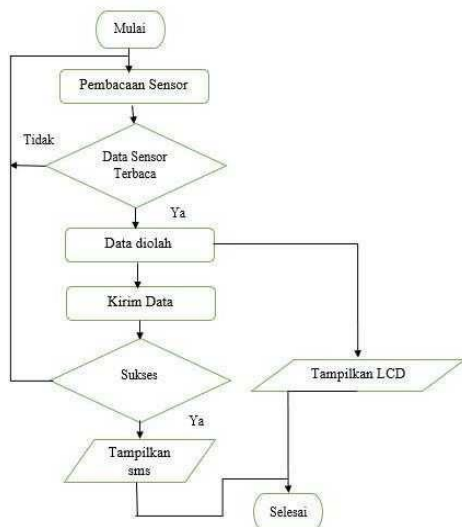 Mulai
Pembacaan Sensor
Tidak
Data Sensor
Terbaca
Ya
Data diolah
Kirim Data
Sukses
Tampilkan LCD
Ya
Tampilkan
sms
Selesai